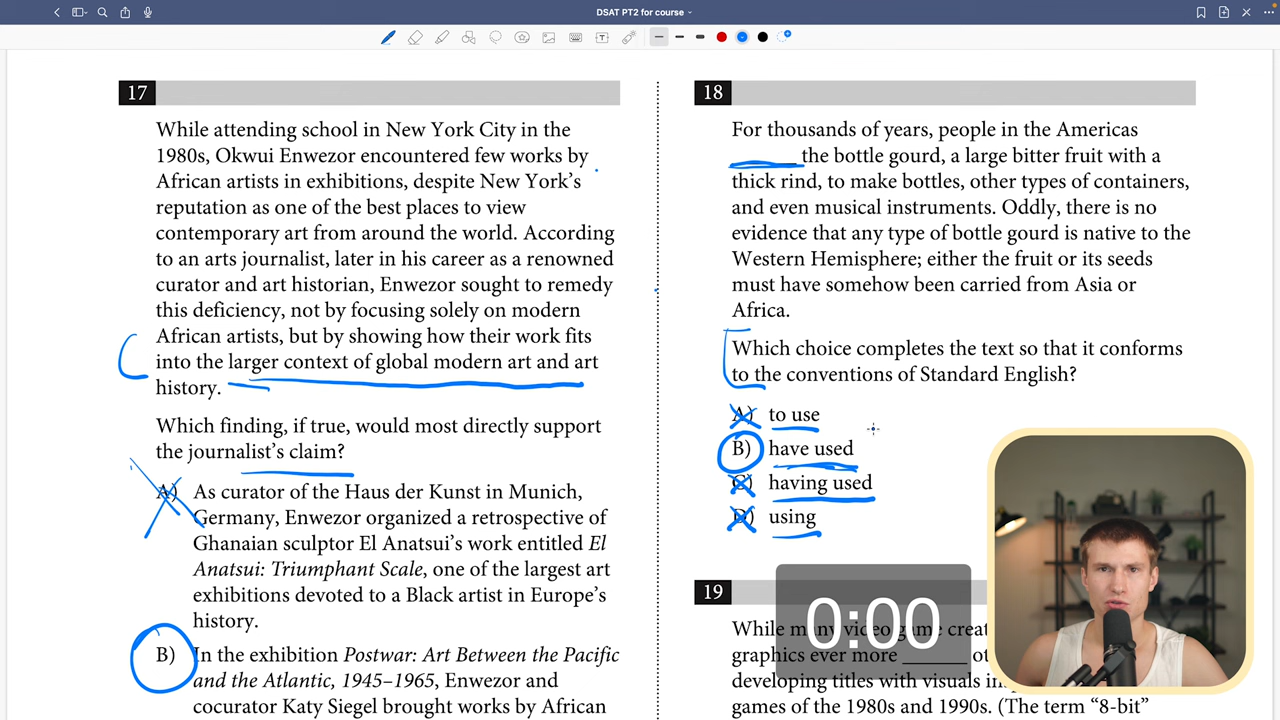 DSAT PT2 for course
17
While attending school in New York City in the
1980s, Okwui Enwezor encountered few works by
African artists in exhibitions, despite New York's
reputation as one of the best places to view
contemporary art from around the world. According
to an arts journalist, later in his career as a renowned
curator and art historian, Enwezor sought to remedy
this deficiency, not by focusing solely on modern
African artists, but by showing how their work fits
into the larger context of global modern art and art
history.
Which finding, if true, would most directly support
the journalist's claim?
A) As curator of the Haus der Kunst in Munich,
Germany, Enwezor organized a retrospective of
Ghanaian sculptor El Anatsui's work entitled El
Anatsui: Triumphant Scale, one of the largest art
exhibitions devoted to a Black artist in Europe's
history.
B) In the exhibition Postwar: Art Between the Pacific
and the Atlantic, 1945–1965, Enwezor and
cocurator Katy Siegel brought works by African
18
For thousands of years, people in the Americas
______ the bottle gourd, a large bitter fruit with a
thick rind, to make bottles, other types of containers,
and even musical instruments. Oddly, there is no
evidence that any type of bottle gourd is native to the
Western Hemisphere; either the fruit or its seeds
must have somehow been carried from Asia or
Africa.
Which choice completes the text so that it conforms
to the conventions of Standard English?
A) to use
B) have used
C) having used
D) using
19
While many video game creat
graphics ever more ______ ot
developing titles with visuals in
games of the 1980s and 1990s. (The term “8-bit”
0:00